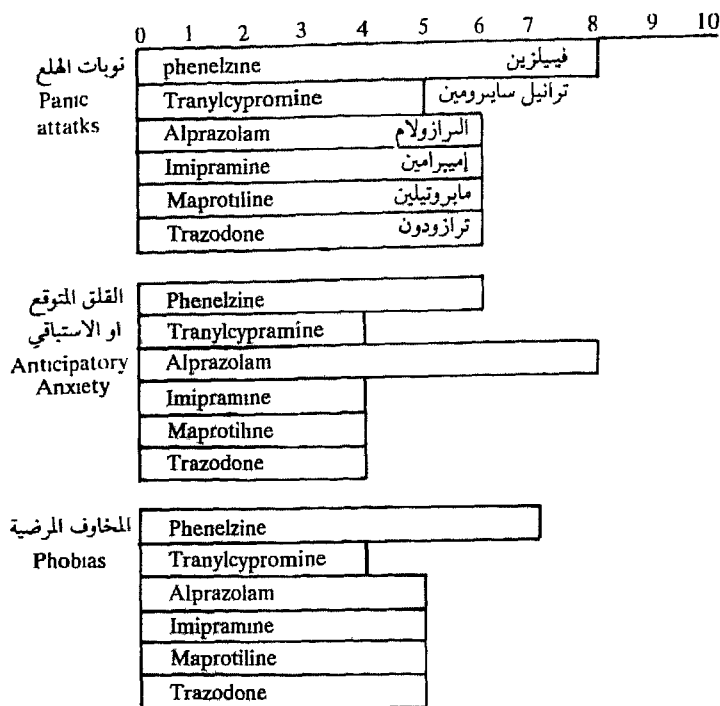 0 1 2 3 4 5 6 7 8 9 10
نوبات الهلع
Panic
attatks
phenelzine فيىيلزين
Tranylcypromine ترانيل سايبرومين
Alprazolam البرازولام
Imipramine إميبرامين
Maprotiline مابروتيلين
Trazodone ترازودون
القلق المتوقع
او الاستباقي
Anticipatory
Anxiety
Phenelzine
Tranylcypramine
Alprazolam
Imipramine
Maprotiline
Trazodone
المخاوف المرضية
Phobias
Phenelzine
Tranylcypromine
Alprazolam
Imipramine
Maprotiline
Trazodone